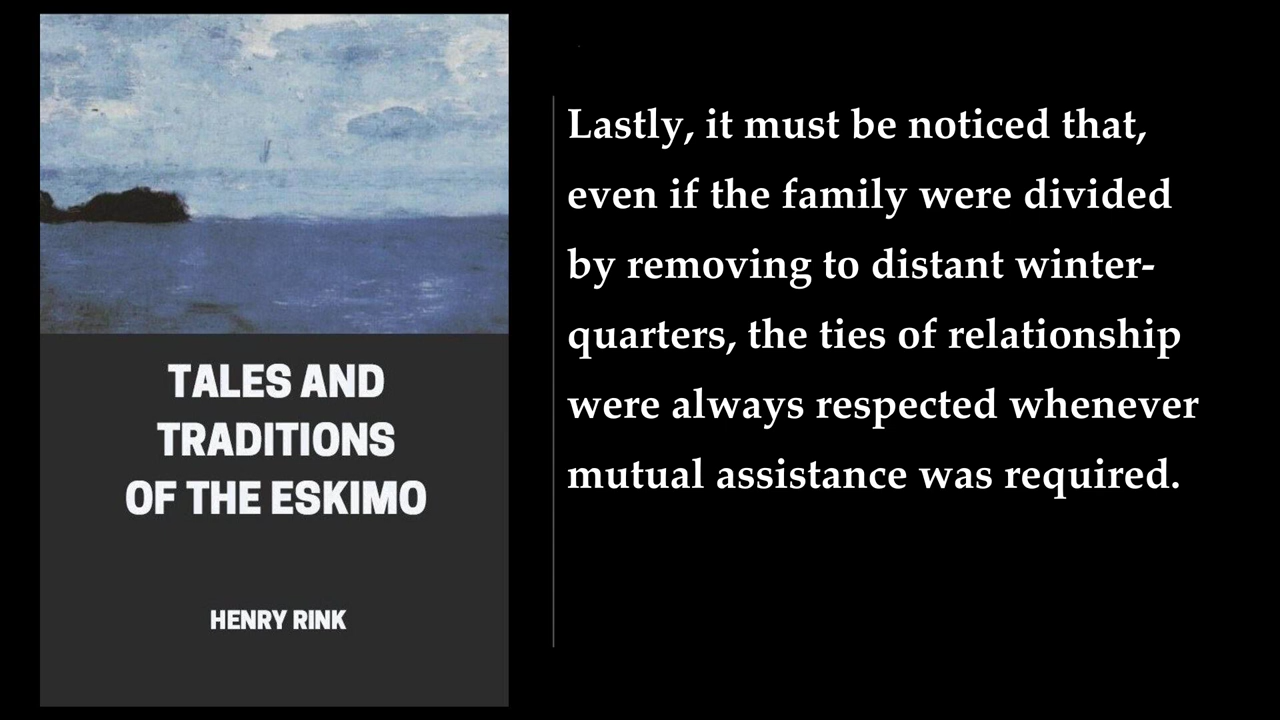 TALES AND
TRADITIONS
OF THE ESKIMO
HENRY RINK
Lastly, it must be noticed that,
even if the family were divided
by removing to distant winter-
quarters, the ties of relationship
were always respected whenever
mutual assistance was required.